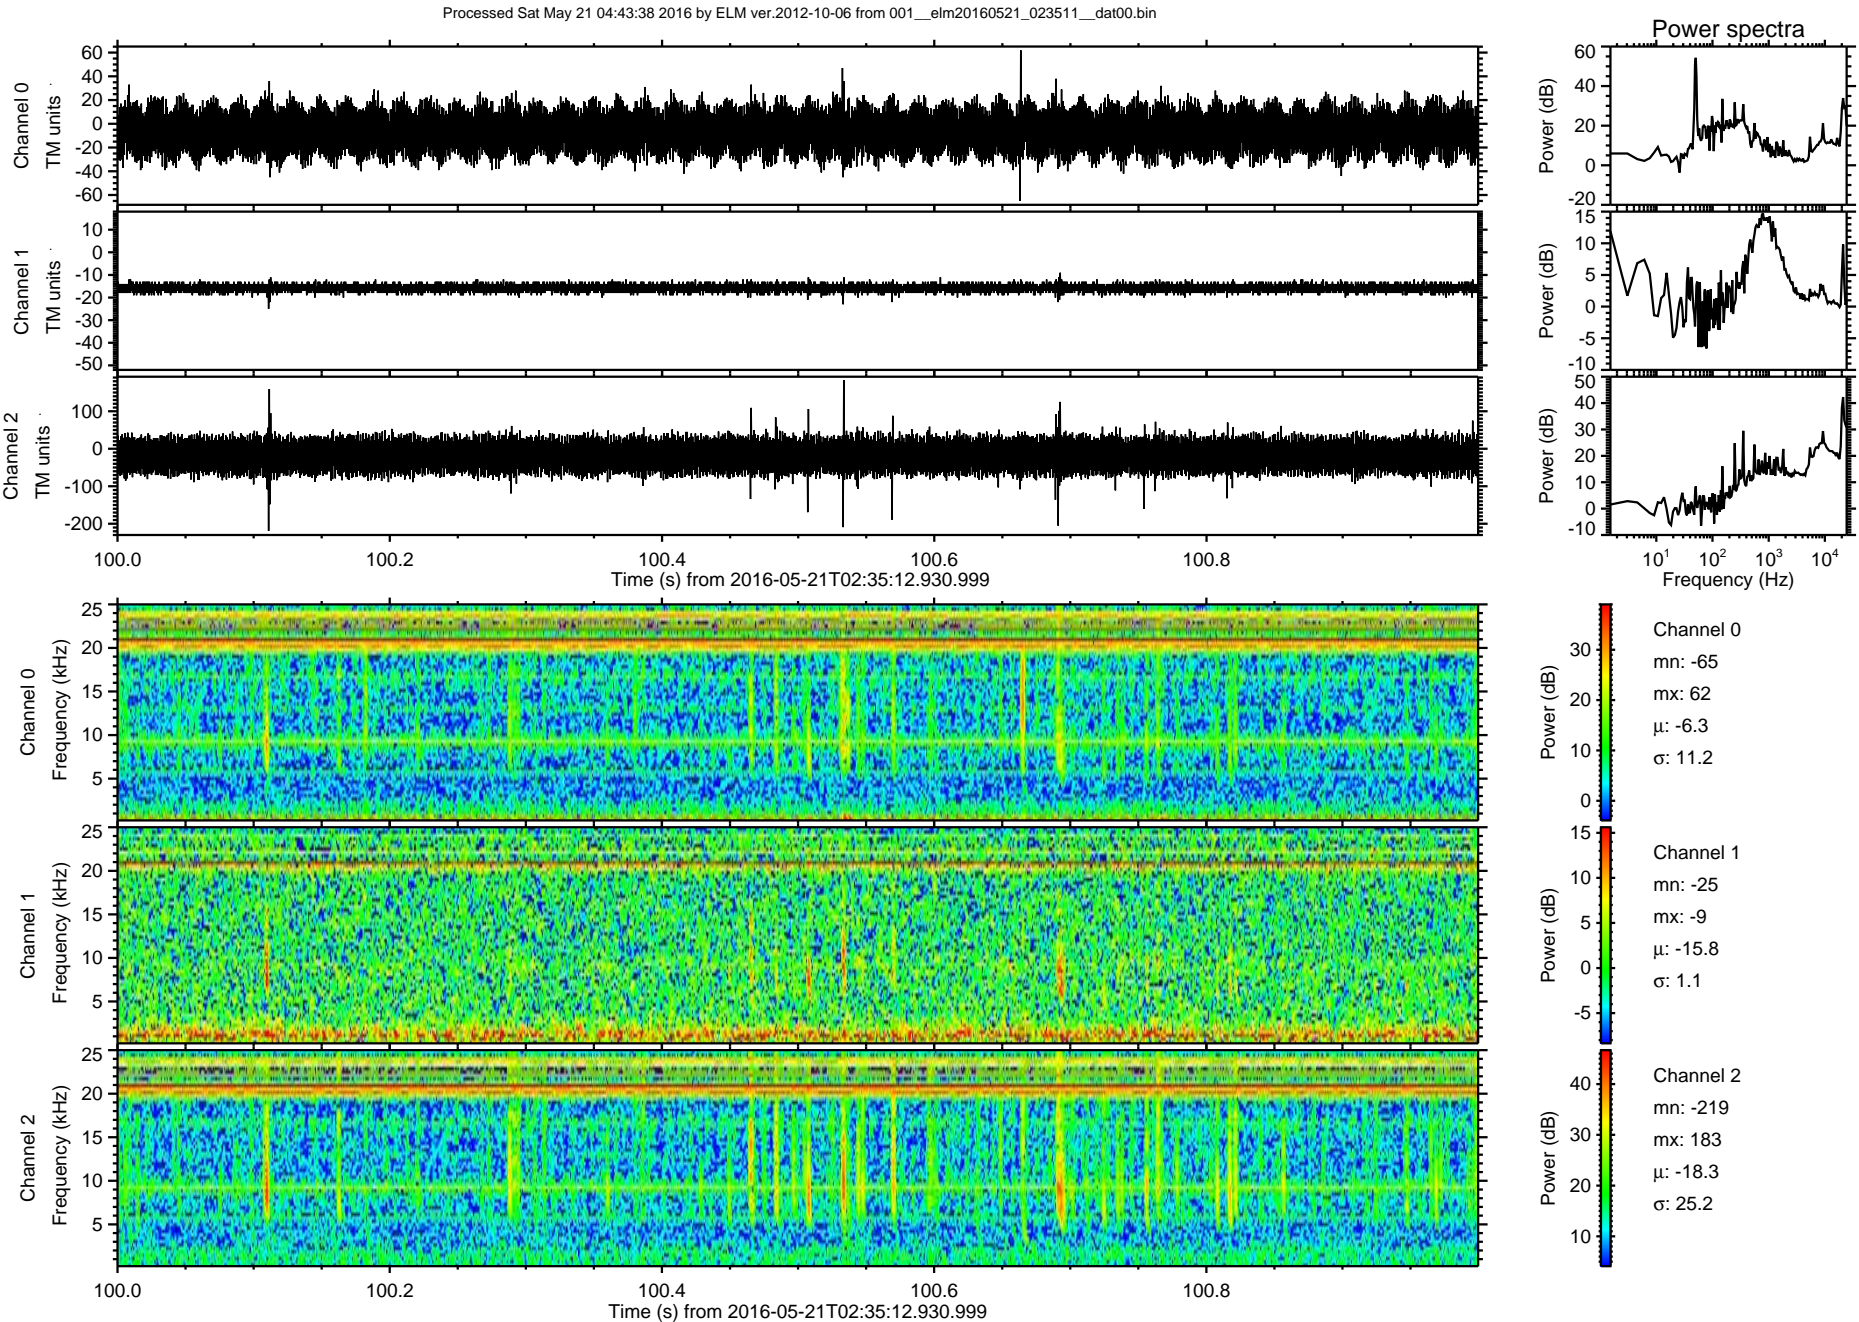 Processed Sat May 21 04:43:38 2016 by ELM ver.2012-10-06 from 001__elm20160521_023511__dat00.bin
Power spectra
Channel 0
TM units
60
40
20
0
-20
-40
-60
Power (dB)
60
40
20
0
-20
Channel 1
TM units
10
0
-10
-20
-30
-40
-50
Power (dB)
15
10
5
0
-5
-10
Channel 2
TM units
100
0
-100
-200
Power (dB)
50
40
30
20
10
0
-10
100.0 100.2 100.4 100.6 100.8
Time (s) from 2016-05-21T02:35:12.930.999
10¹ 10² 10³ 10⁴
Frequency (Hz)
Channel 0
Frequency (kHz)
25
20
15
10
5
Power (dB)
30
20
10
0
Channel 0
mn: -65
mx: 62
μ: -6.3
σ: 11.2
Channel 1
Frequency (kHz)
25
20
15
10
5
Power (dB)
15
10
5
0
-5
Channel 1
mn: -25
mx: -9
μ: -15.8
σ: 1.1
Channel 2
Frequency (kHz)
25
20
15
10
5
Power (dB)
40
30
20
10
Channel 2
mn: -219
mx: 183
μ: -18.3
σ: 25.2
100.0 100.2 100.4 100.6 100.8
Time (s) from 2016-05-21T02:35:12.930.999